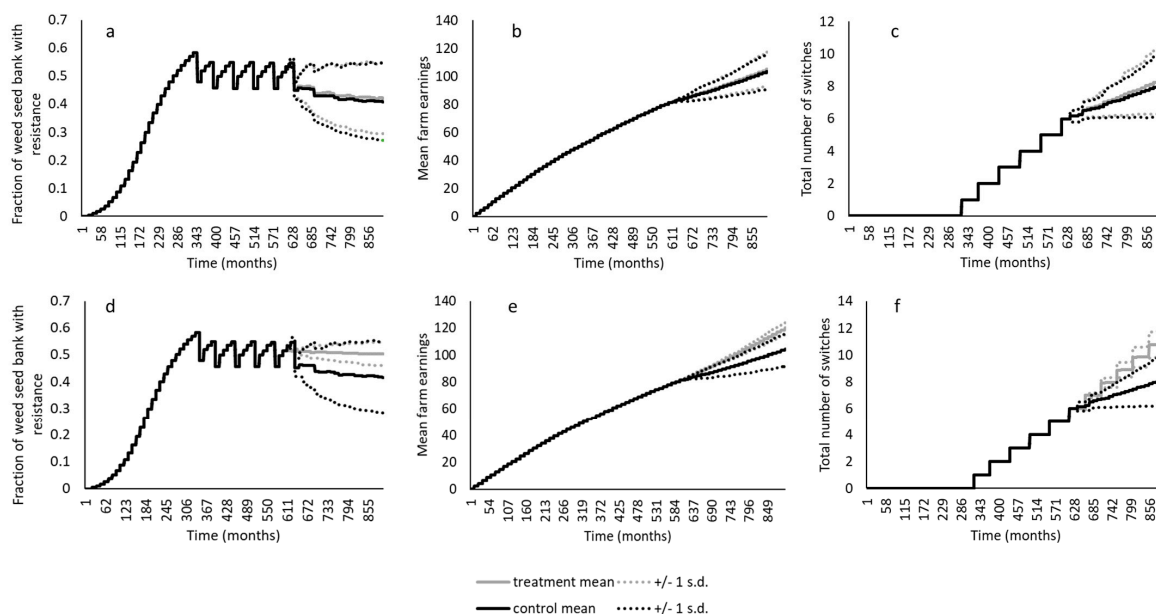 a
Fraction of weed seed bank with
resistance
0.7
0.6
0.5
0.4
0.3
0.2
0.1
0
1 58 115 172 229 286 343 400 457 514 571 628 685 742 799 856
Time (months)
b
Mean farm earnings
140
120
100
80
60
40
20
0
1 62 123 184 245 306 367 428 489 550 611 672 733 794 855
Time (months)
c
Total number of switches
12
10
8
6
4
2
0
1 58 115 172 229 286 343 400 457 514 571 628 685 742 799 856
Time (months)
d
Fraction of weed seed bank with
resistance
0.7
0.6
0.5
0.4
0.3
0.2
0.1
0
1 62 123 184 245 306 367 428 489 550 611 672 733 794 855
Time (months)
e
Mean farm earnings
140
120
100
80
60
40
20
0
1 54 107 160 213 266 319 372 425 478 531 584 637 690 743 796 849
Time (months)
f
Total number of switches
14
12
10
8
6
4
2
0
1 58 115 172 229 286 343 400 457 514 571 628 685 742 799 856
Time (months)
treatment mean +/- 1 s.d.
control mean +/- 1 s.d.